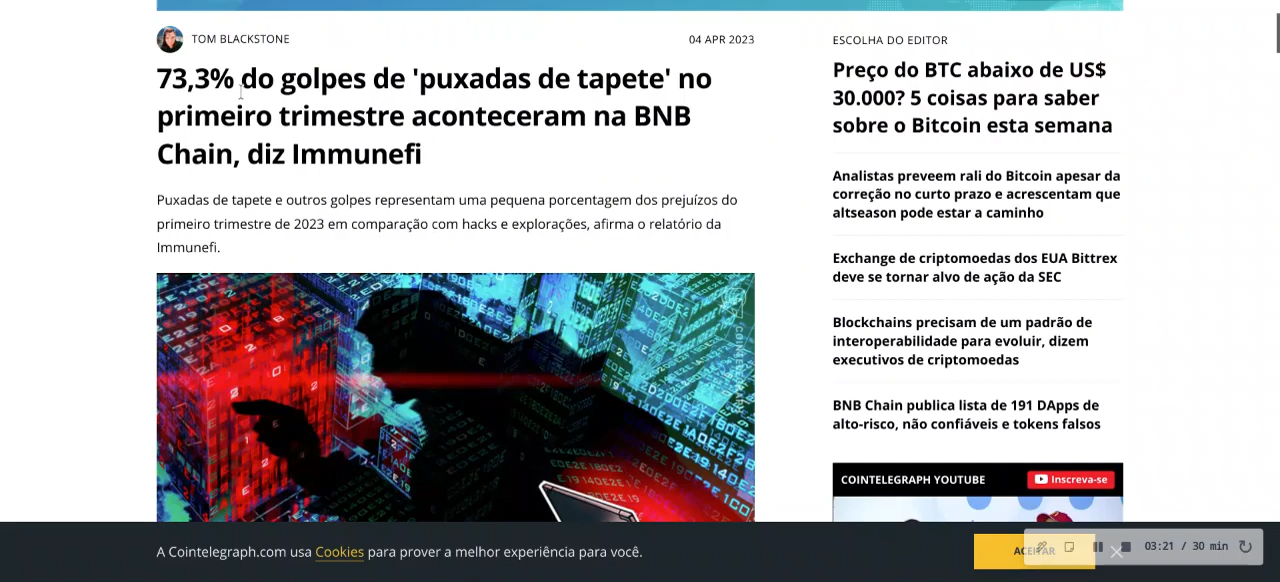 TOM BLACKSTONE
04 APR 2023
73,3% do golpes de 'puxadas de tapete' no
primeiro trimestre aconteceram na BNB
Chain, diz Immunefi
Puxadas de tapete e outros golpes representam uma pequena porcentagem dos prejuízos do
primeiro trimestre de 2023 em comparação com hacks e explorações, afirma o relatório da
Immunefi.
ESCOLHA DO EDITOR
Preço do BTC abaixo de US$
30.000? 5 coisas para saber
sobre o Bitcoin esta semana
Analistas preveem rali do Bitcoin apesar da
correção no curto prazo e acrescentam que
altseason pode estar a caminho
Exchange de criptomoedas dos EUA Bittrex
deve se tornar alvo de ação da SEC
Blockchains precisam de um padrão de
interoperabilidade para evoluir, dizem
executivos de criptomoedas
BNB Chain publica lista de 191 DApps de
alto-risco, não confiáveis e tokens falsos
COINTELEGRAPH YOUTUBE
Inscreva-se
A Cointelegraph.com usa Cookies para prover a melhor experiência para você.
ACEITAR
03:21 / 30 min